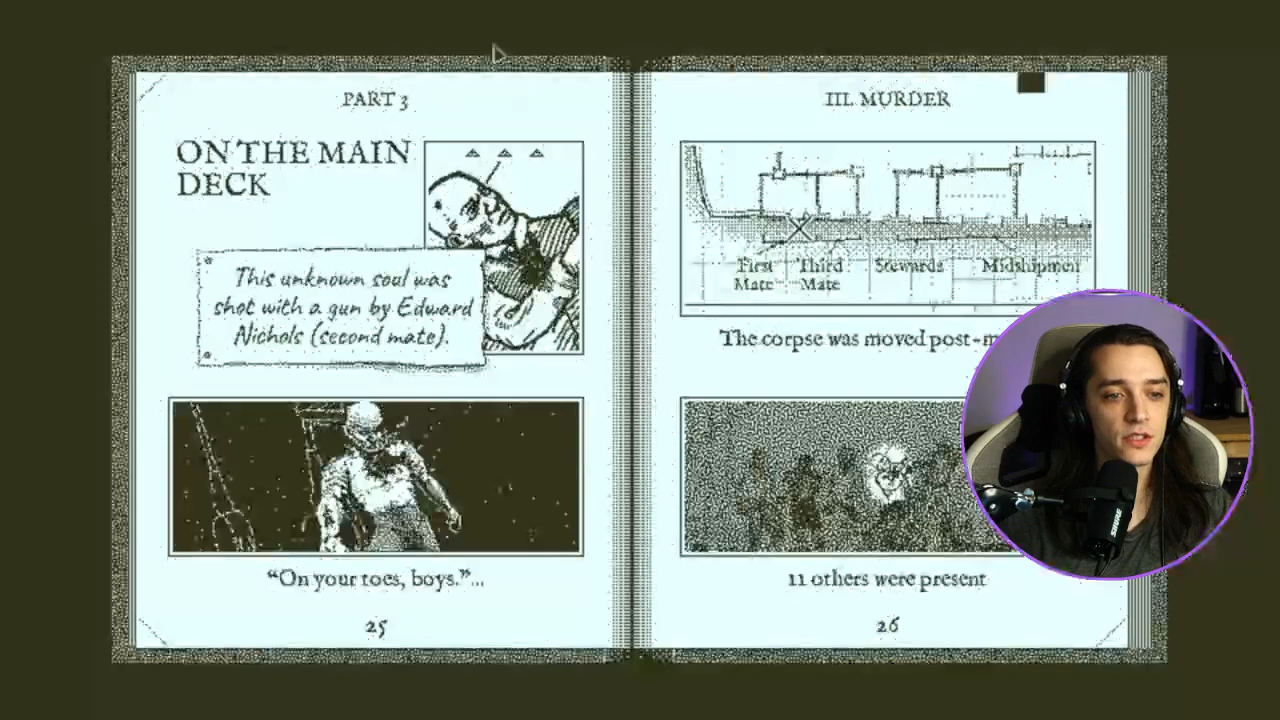 PART 3
ON THE MAIN
DECK
This unknown soul was
shot with a gun by Edward
Nichols (second mate).
"On your toes, boys."...
25
III. MURDER
First Third Stewards Midshipmen
Mate Mate
The corpse was moved post-m
11 others were present
26
SHURE